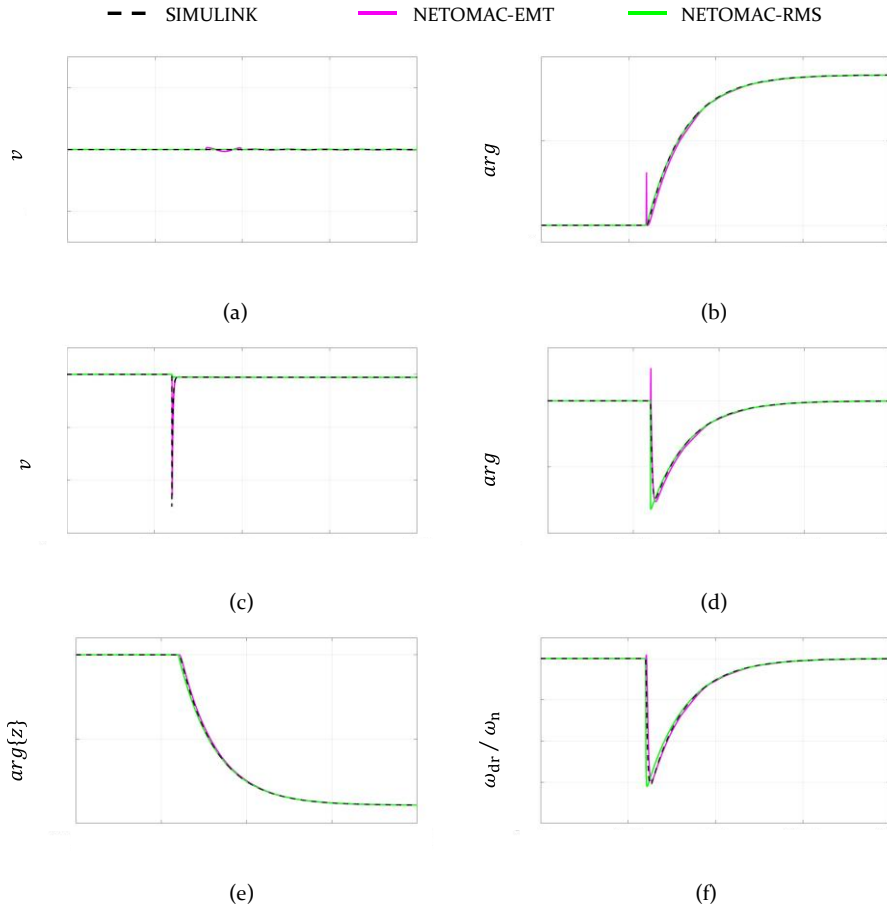 SIMULINK NETOMAC-EMT NETOMAC-RMS
v
arg
(a) (b)
v
arg
(c) (d)
arg{z}
ω_dr / ω_n
(e) (f)